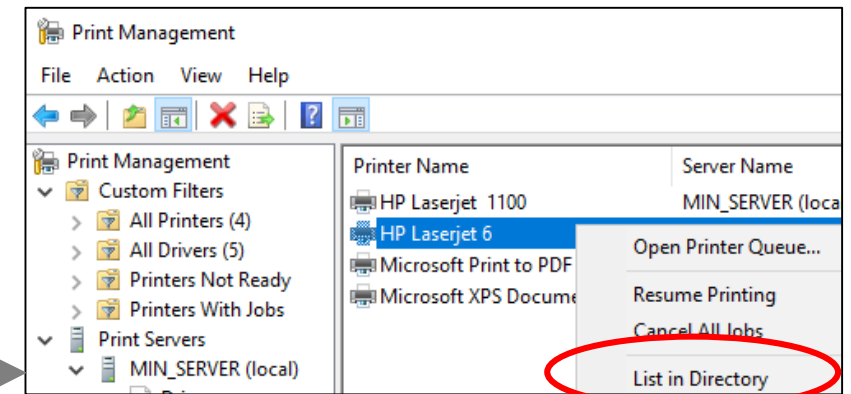 Print Management
File Action View Help
Print Management
Custom Filters
All Printers (4)
All Drivers (5)
Printers Not Ready
Printers With Jobs
Print Servers
MIN_SERVER (local)
Printer Name Server Name
HP Laserjet 1100 MIN_SERVER (loca
HP Laserjet 6
Microsoft Print to PDF
Microsoft XPS Docume
Open Printer Queue...
Resume Printing
Cancel All Jobs
List in Directory